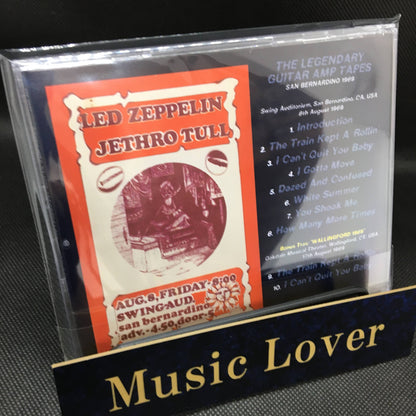 LED ZEPPELIN
JETHRO TULL
AUG. 8, FRIDAY - 8:00
SWING AUD.
san bernardino
adv.-4.50, door-5.
THE LEGENDARY
GUITAR AMP TAPES
SAN BERNARDINO 1969
Swing Auditorium, San Bernardino, CA. USA
8th August 1969
1. Introduction
2. The Train Kept A Rollin
3. I Can't Quit You Baby
4. I Gotta Move
5. Dazed And Confused
6. White Summer
7. You Shook Me
8. How Many More Times
Bonus Trax "WALLINGFORD 1969"
Oakdale Musical Theater, Wallingford, CT. USA
17th August 1969
9. The Train Kept A Rollin
10. I Can't Quit You Baby
Music Lover